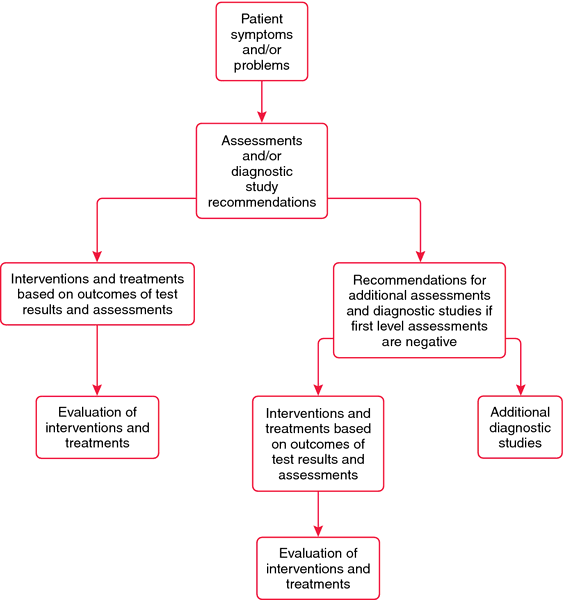 Patient
symptoms
and/or
problems
Assessments
and/or
diagnostic
study
recommendations
Interventions and treatments
based on outcomes of test
results and assessments
Recommendations for
additional assessments
and diagnostic studies if
first level assessments
are negative
Evaluation of
interventions and
treatments
Interventions and
treatments based
on outcomes of
test results and
assessments
Additional
diagnostic
studies
Evaluation of
interventions and
treatments